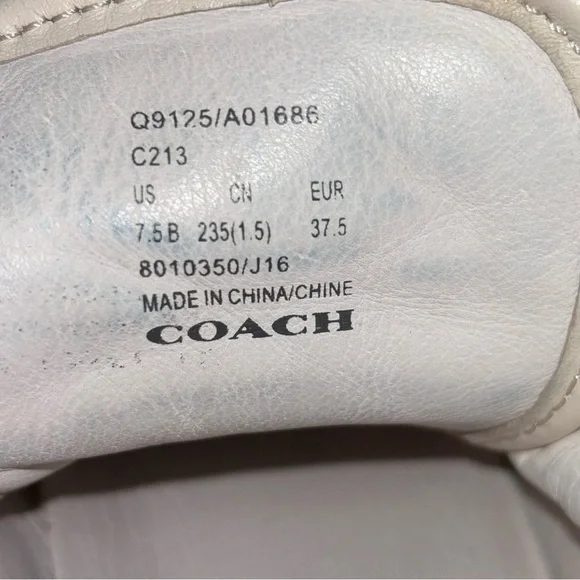 Q9125/A01686
C213
US CN EUR
7.5B 235(1.5) 37.5
8010350/J16
MADE IN CHINA/CHINE
COACH